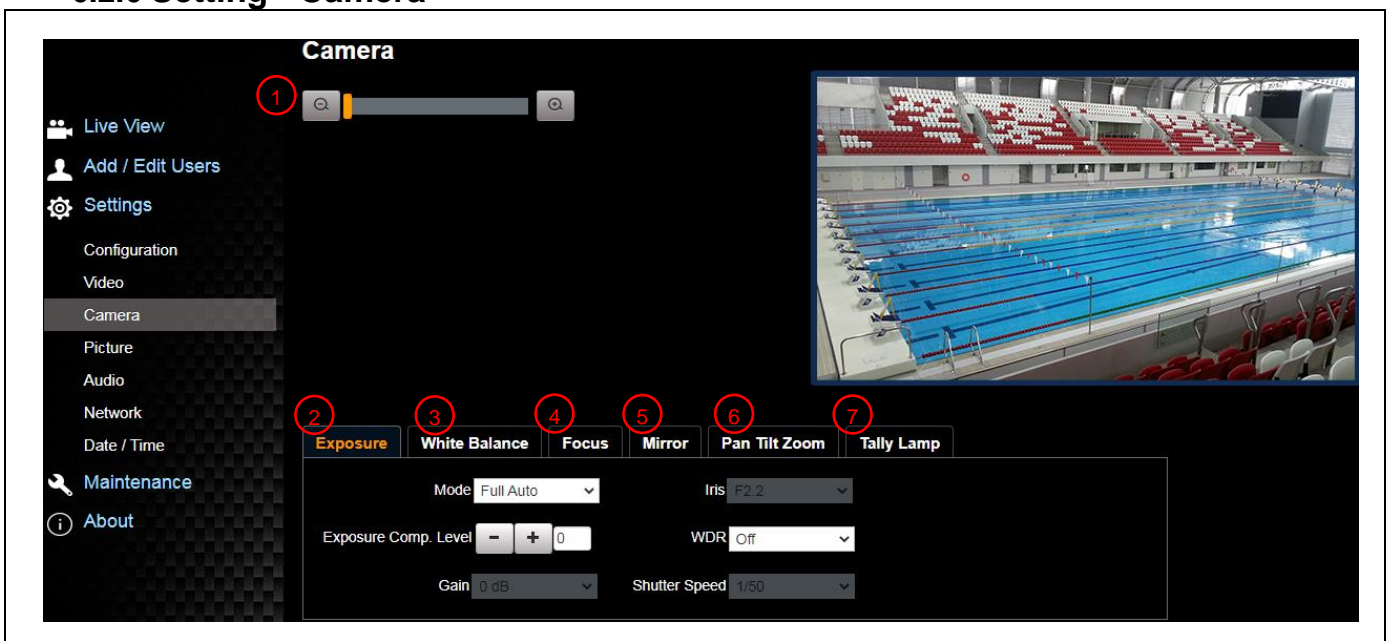 Camera
1
Live View
Add / Edit Users
Settings
Configuration
Video
Camera
Picture
Audio
Network
Date / Time
Maintenance
About
2 3 4 5 6 7
Exposure White Balance Focus Mirror Pan Tilt Zoom Tally Lamp
Mode Full Auto Iris F2.2
Exposure Comp. Level - + 0 WDR Off
Gain 0 dB Shutter Speed 1/50